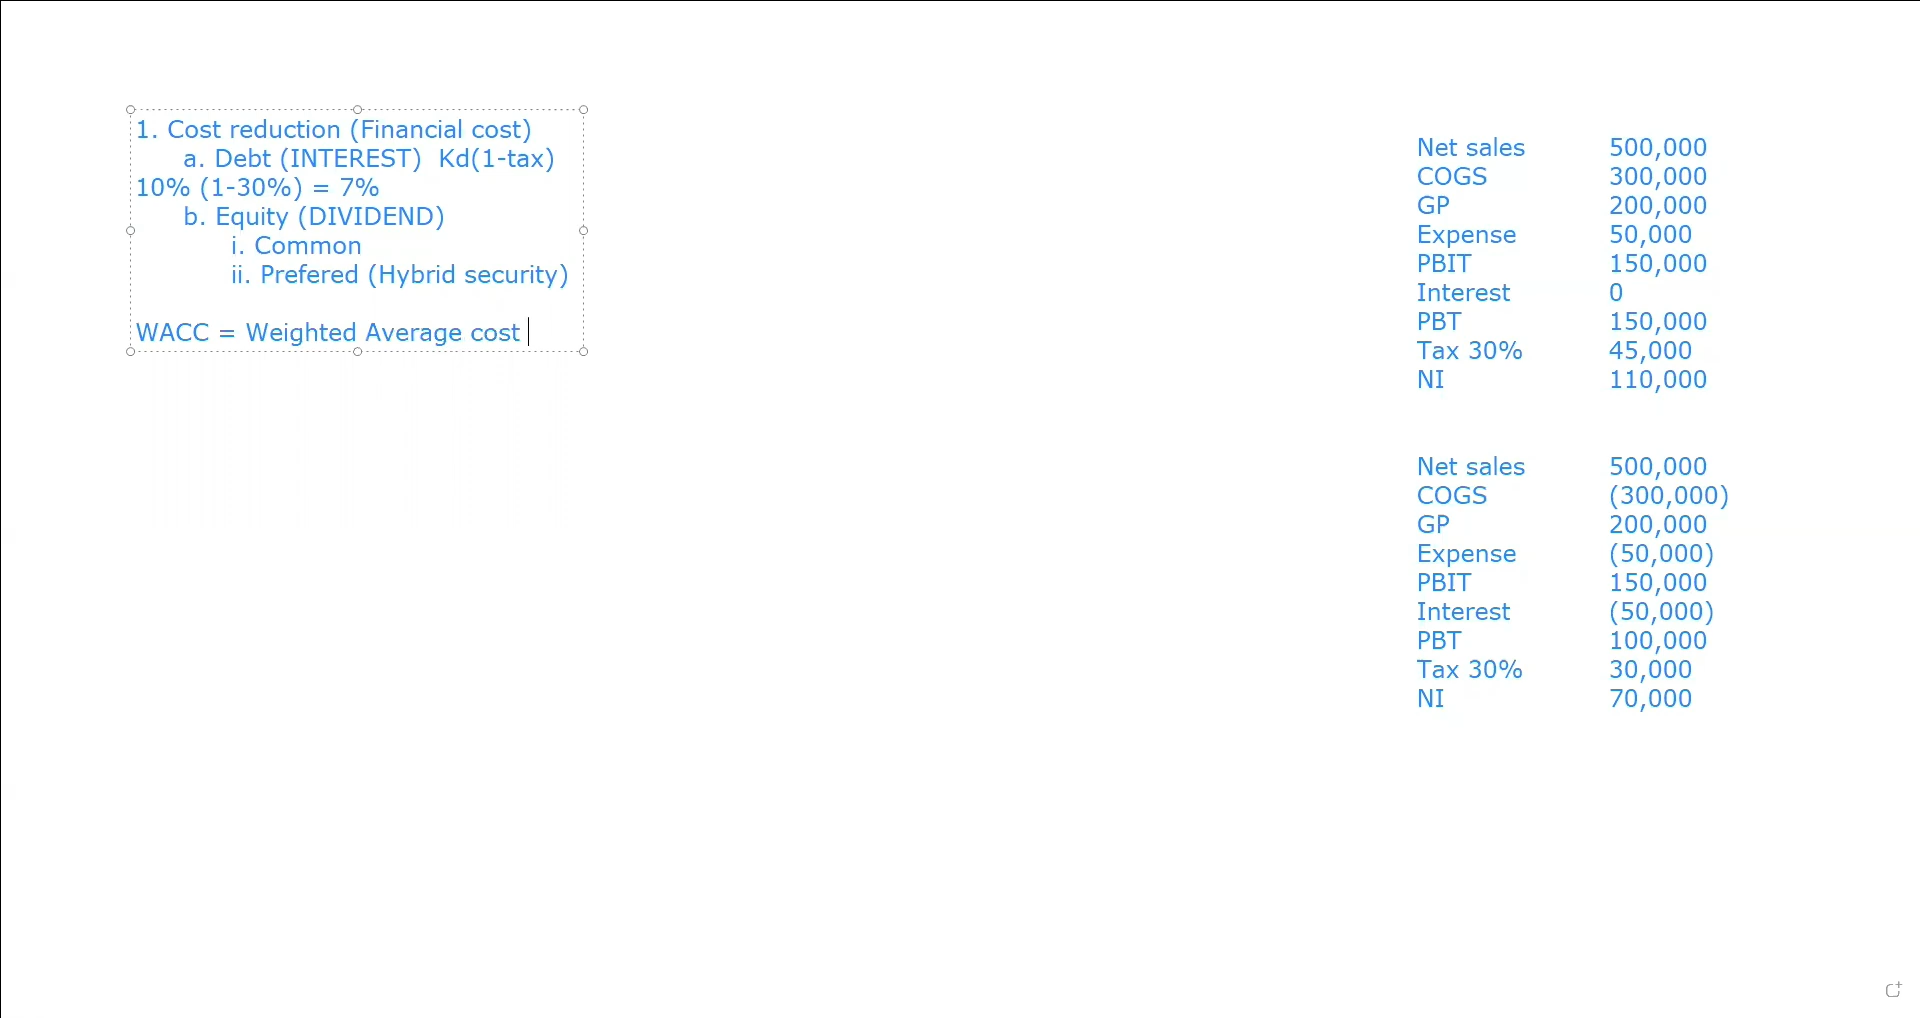 1. Cost reduction (Financial cost)
a. Debt (INTEREST)  Kd(1-tax)
10% (1-30%) = 7%
b. Equity (DIVIDEND)
i. Common
ii. Prefered (Hybrid security)
WACC = Weighted Average cost
Net sales 500,000
COGS 300,000
GP 200,000
Expense 50,000
PBIT 150,000
Interest 0
PBT 150,000
Tax 30% 45,000
NI 110,000
Net sales 500,000
COGS (300,000)
GP 200,000
Expense (50,000)
PBIT 150,000
Interest (50,000)
PBT 100,000
Tax 30% 30,000
NI 70,000